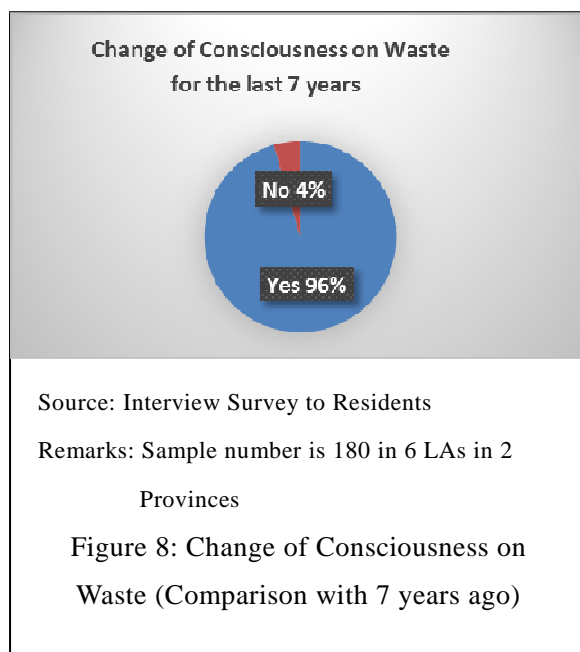 Change of Consciousness on Waste
for the last 7 years
No 4%
Yes 96%
Source: Interview Survey to Residents
Remarks: Sample number is 180 in 6 LAs in 2
Provinces
Figure 8: Change of Consciousness on
Waste (Comparison with 7 years ago)